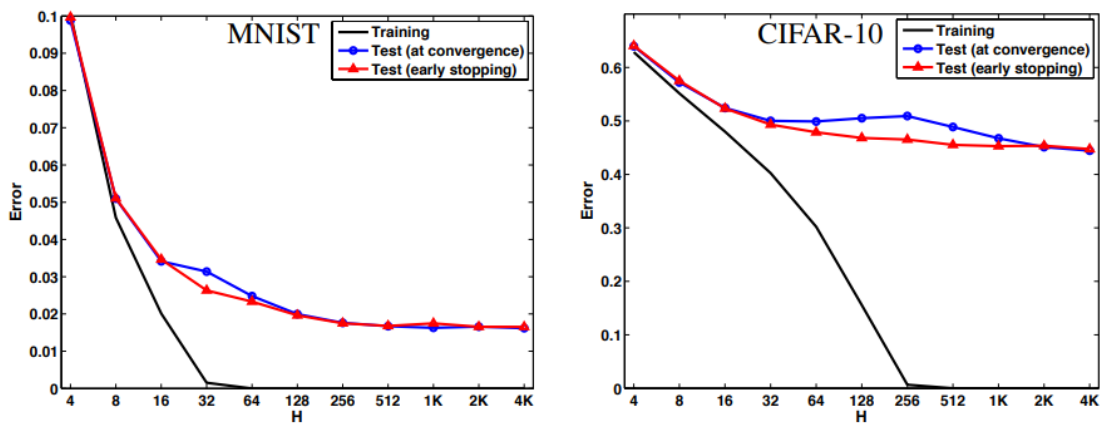 MNIST
Training
Test (at convergence)
Test (early stopping)
0.1
0.09
0.08
0.07
0.06
0.05
0.04
0.03
0.02
0.01
0
Error
4 8 16 32 64 128 256 512 1K 2K 4K
H
CIFAR-10
Training
Test (at convergence)
Test (early stopping)
0.6
0.5
0.4
0.3
0.2
0.1
0
Error
4 8 16 32 64 128 256 512 1K 2K 4K
H